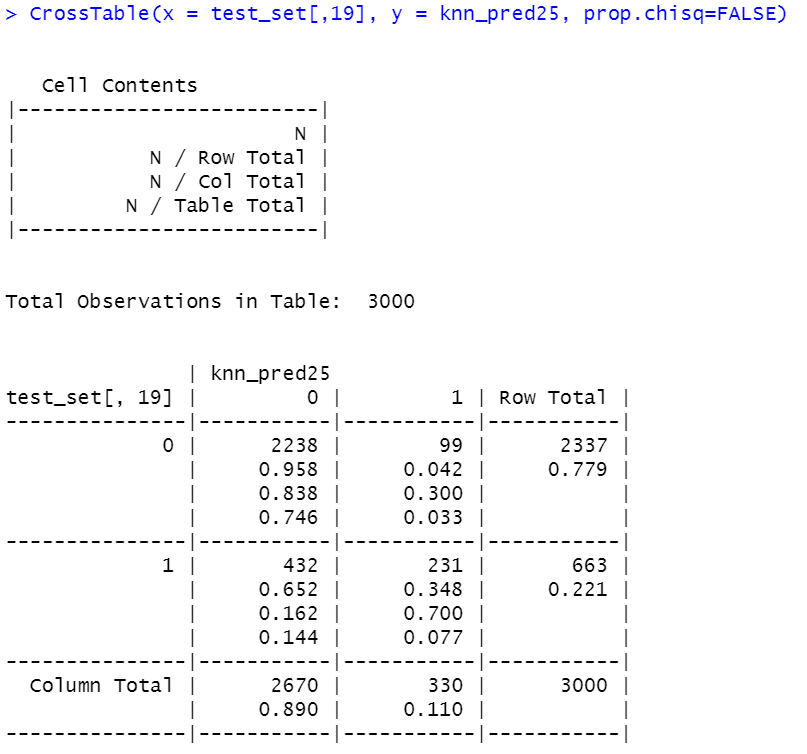 > CrossTable(x = test_set[,19], y = knn_pred25, prop.chisq=FALSE)
   Cell Contents
|-------------------------|
|                       N |
|           N / Row Total |
|           N / Col Total |
|         N / Table Total |
|-------------------------|
Total Observations in Table:  3000
               | knn_pred25
test_set[, 19] |         0 |         1 | Row Total |
---------------|-----------|-----------|-----------|
             0 |      2238 |        99 |      2337 |
               |     0.958 |     0.042 |     0.779 |
               |     0.838 |     0.300 |           |
               |     0.746 |     0.033 |           |
---------------|-----------|-----------|-----------|
             1 |       432 |       231 |       663 |
               |     0.652 |     0.348 |     0.221 |
               |     0.162 |     0.700 |           |
               |     0.144 |     0.077 |           |
---------------|-----------|-----------|-----------|
  Column Total |      2670 |       330 |      3000 |
               |     0.890 |     0.110 |           |
---------------|-----------|-----------|-----------|